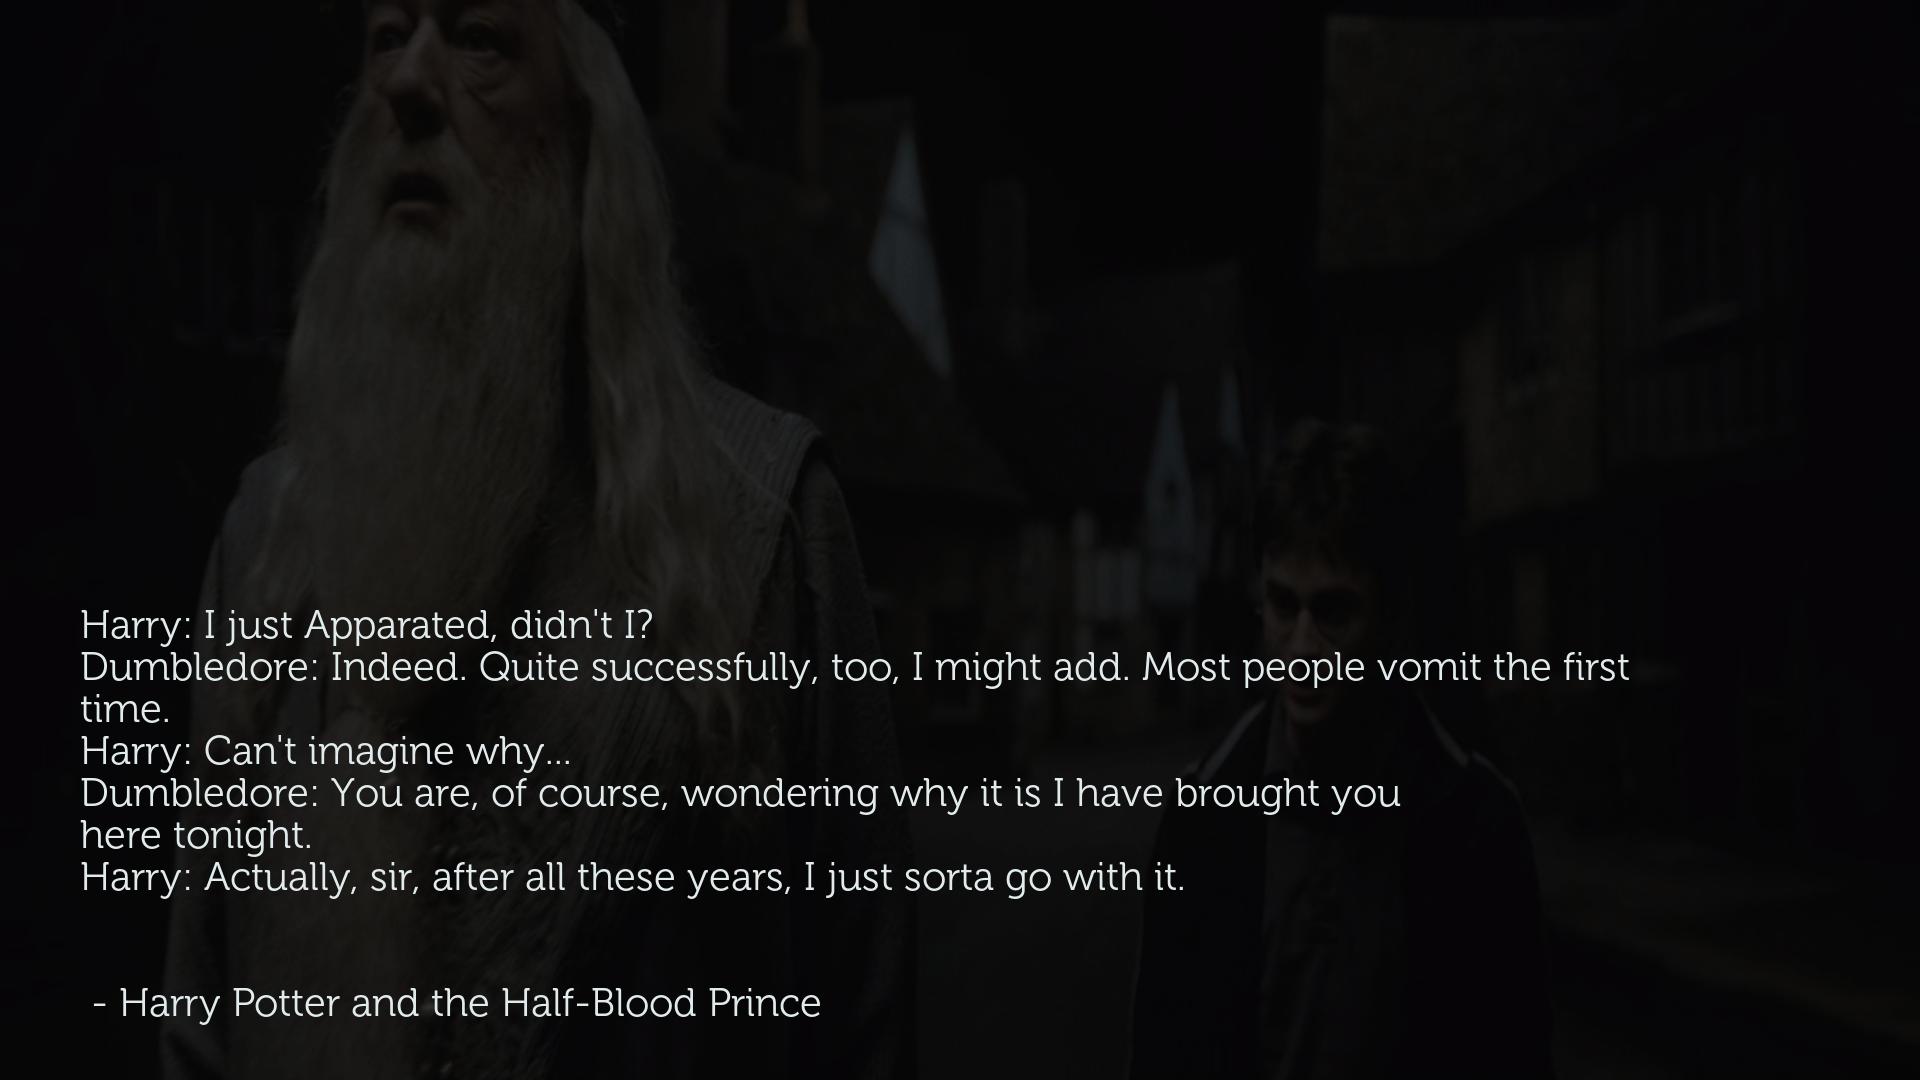 Harry: I just Apparated, didn't I?
Dumbledore: Indeed. Quite successfully, too, I might add. Most people vomit the first
time.
Harry: Can't imagine why...
Dumbledore: You are, of course, wondering why it is I have brought you
here tonight.
Harry: Actually, sir, after all these years, I just sorta go with it.
- Harry Potter and the Half-Blood Prince